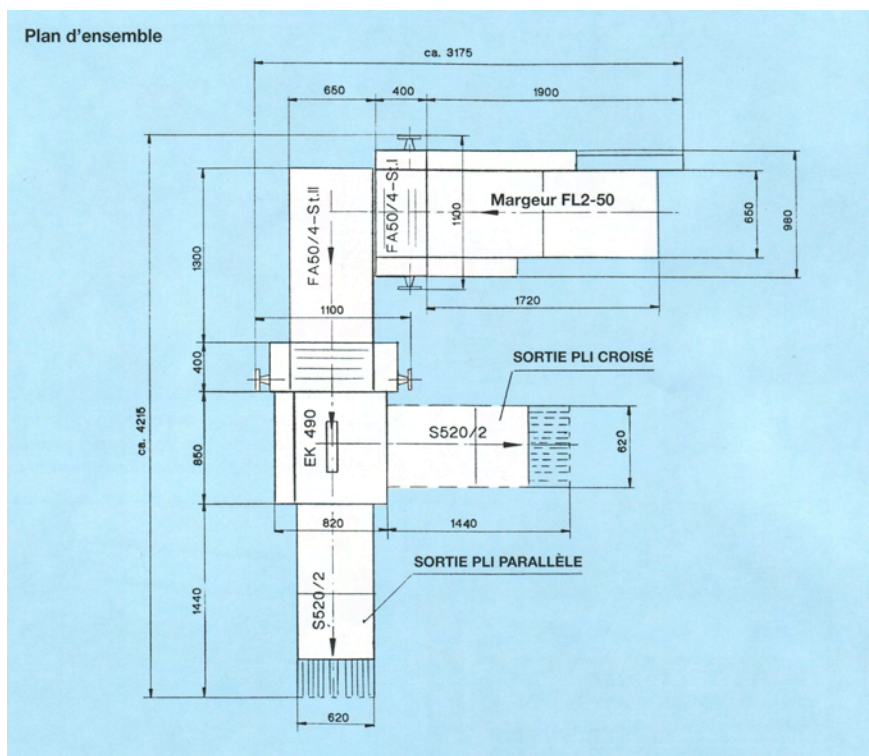 Plan d'ensemble
ca. 3175
650
400
1900
FA50/4-St.II
FA50/4-St.I
1100
Margeur FL2-50
650
980
1300
1720
1100
400
SORTIE PLI CROISÉ
ca. 4215
EK 490
S520/2
620
850
820
1440
SORTIE PLI PARALLÈLE
S520/2
1440
620